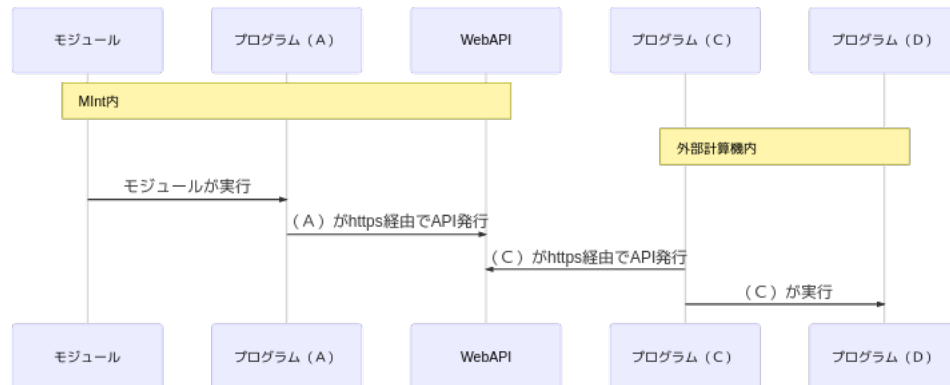 モジュール プログラム（A） WebAPI プログラム（C） プログラム（D）
MInt内
外部計算機内
モジュールが実行
（A）がhttps経由でAPI発行
（C）がhttps経由でAPI発行
（C）が実行
モジュール プログラム（A） WebAPI プログラム（C） プログラム（D）